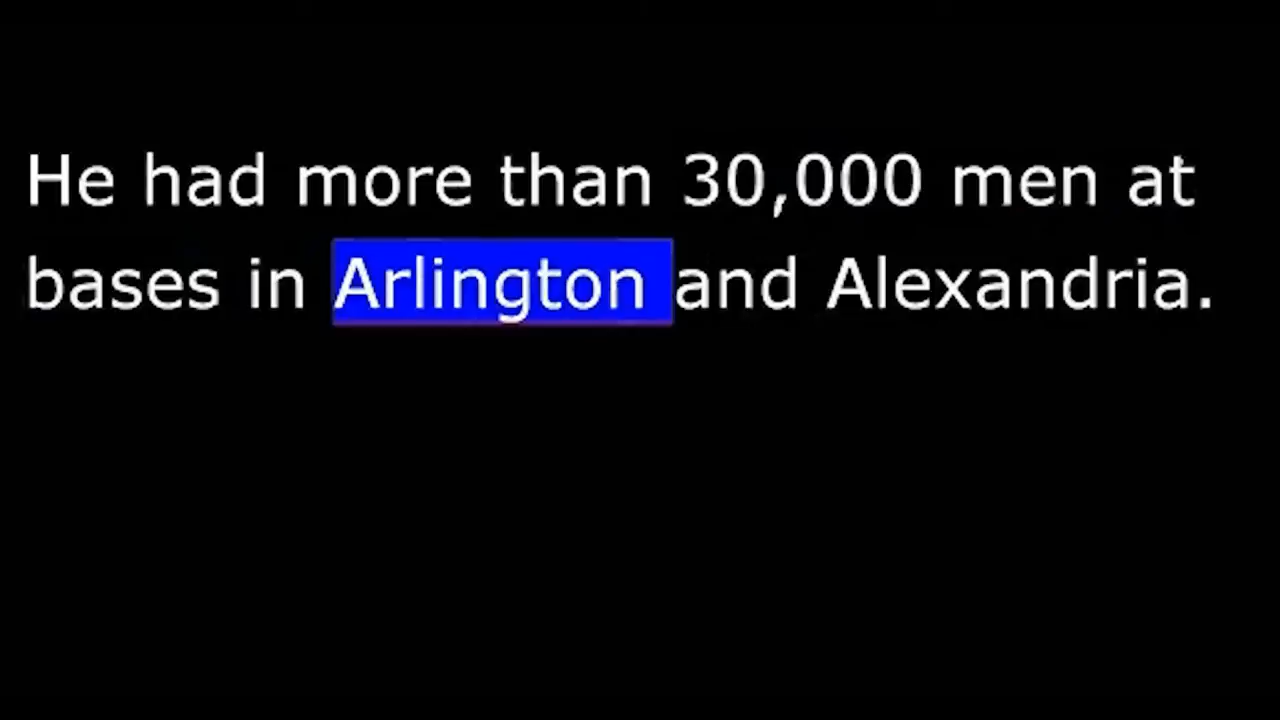 He had more than 30,000 men at
bases in Arlington and Alexandria.